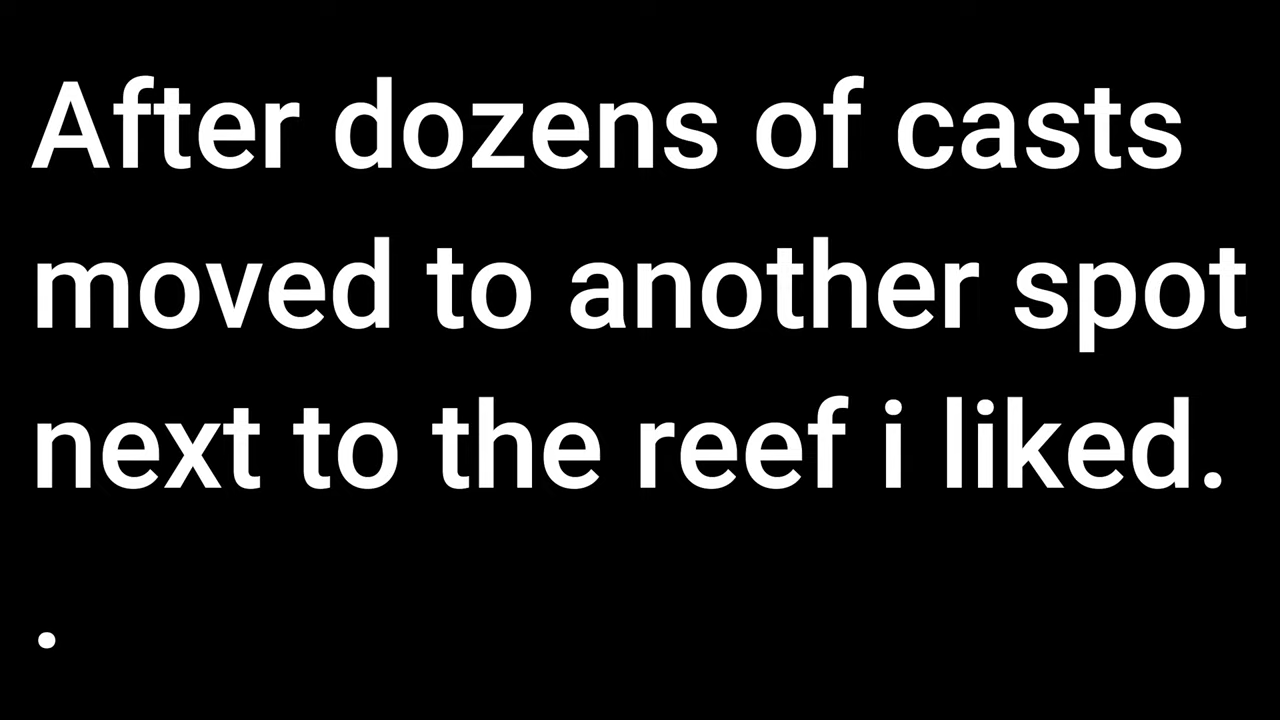 After dozens of casts
moved to another spot
next to the reef i liked.
.